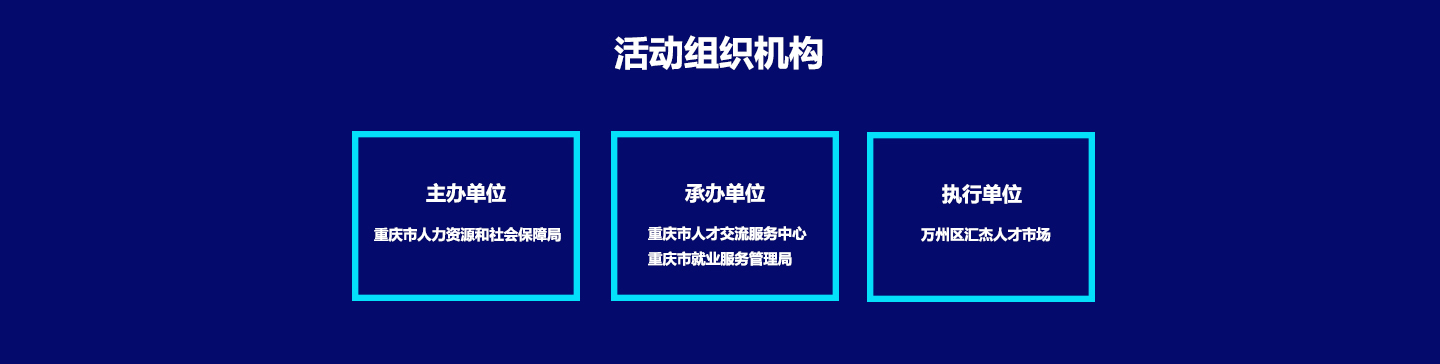 活动组织机构
主办单位
重庆市人力资源和社会保障局
承办单位
重庆市人才交流服务中心
重庆市就业服务管理局
执行单位
万州区汇杰人才市场